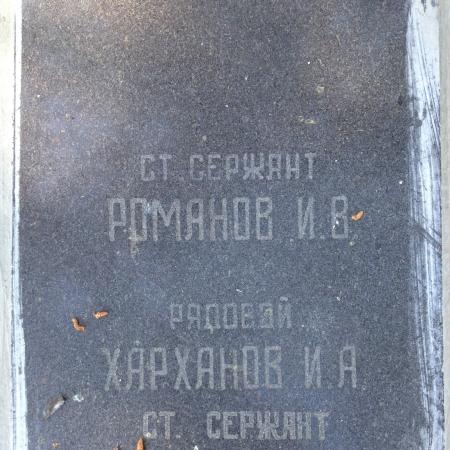 СТ. СЕРЖАНТ
РОМАНОВ И.В
РЯДОВОЙ
ХАРХАНОВ И.А
СТ. СЕРЖАНТ